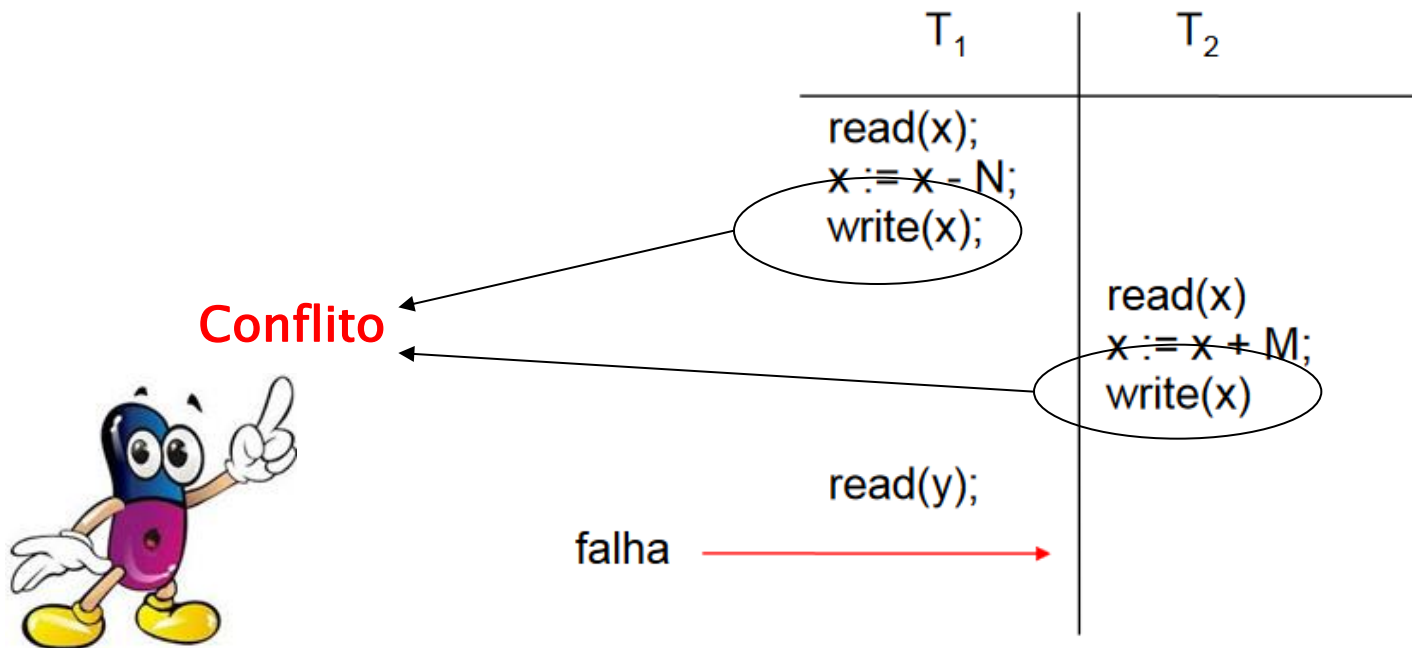 T₁
T₂
read(x);
x := x - N;
write(x);
Conflito
read(x)
x := x + M;
write(x)
read(y);
falha